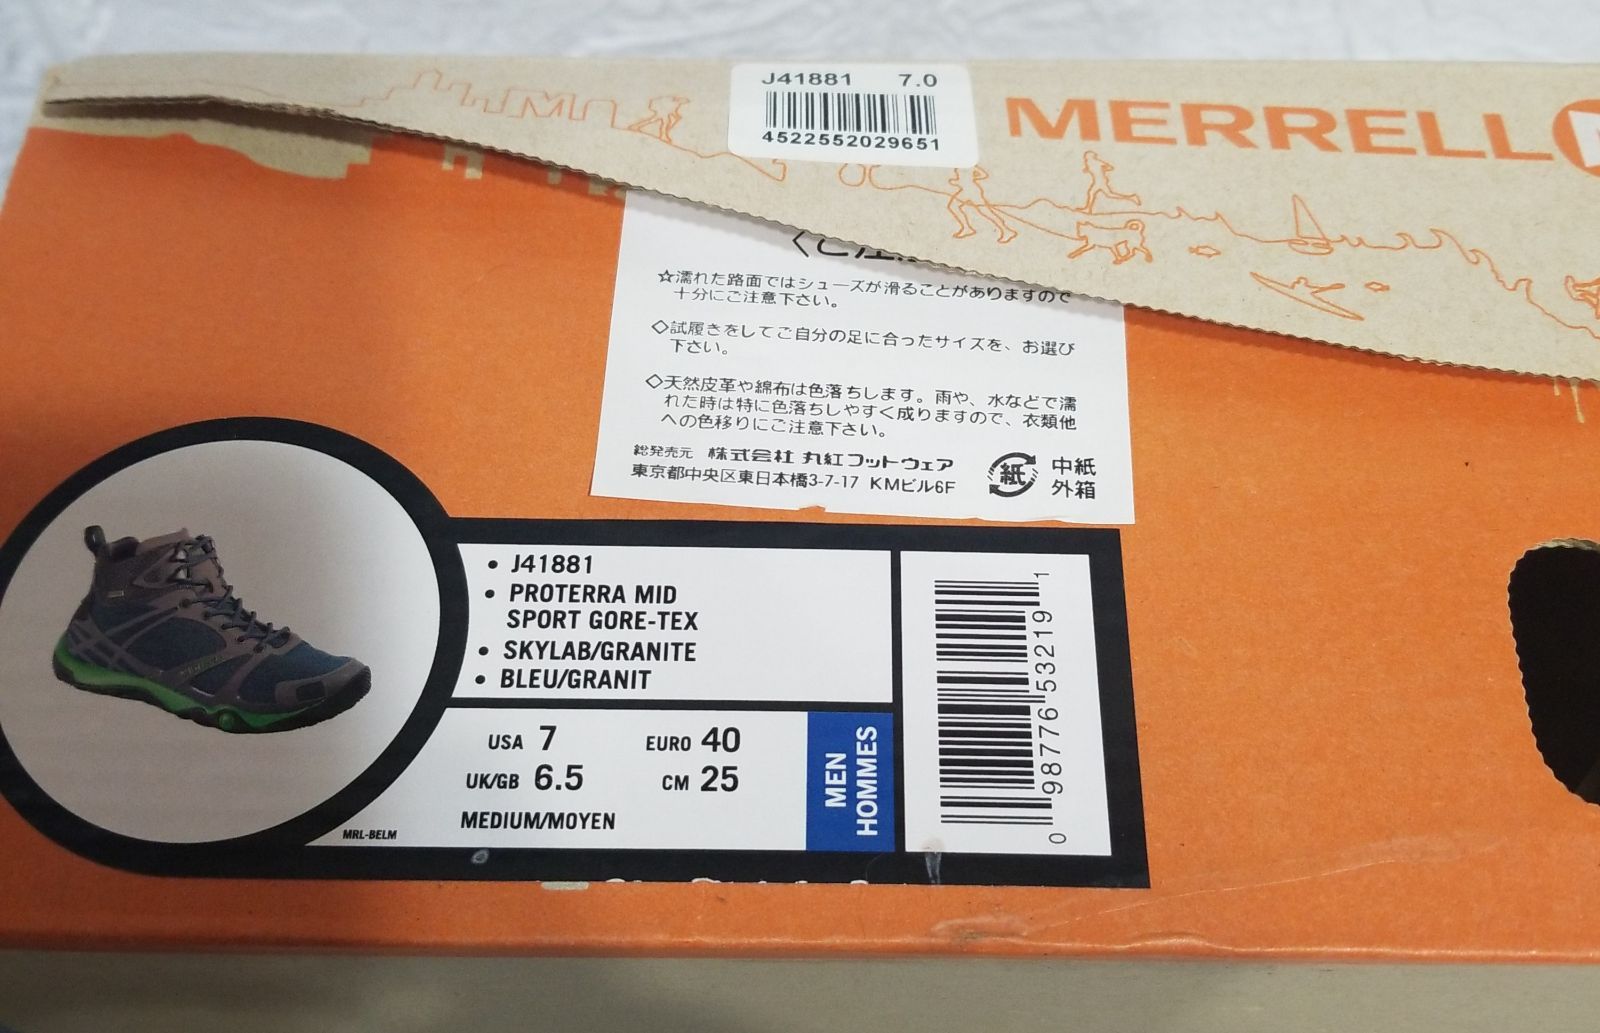 J41881 7.0
4522552029651
MERRELL
☆濡れた路面ではシューズが滑ることがありますので
十分にご注意下さい。
◇試履きをしてご自分の足に合ったサイズを、お選び
下さい。
◇天然皮革や綿布は色落ちします。雨や、水などで濡
れた時は特に色落ちしやすく成りますので、衣類他
への色移りにご注意下さい。
総発売元 株式会社 丸紅フットウェア
東京都中央区東日本橋3-7-17 KMビル6F
紙
中紙
外箱
• J41881
• PROTERRA MID
SPORT GORE-TEX
• SKYLAB/GRANITE
• BLEU/GRANIT
USA 7 EURO 40
UK/GB 6.5 CM 25
MEDIUM/MOYEN
MRL-BELM
MEN
HOMMES
0 98776 53219 1